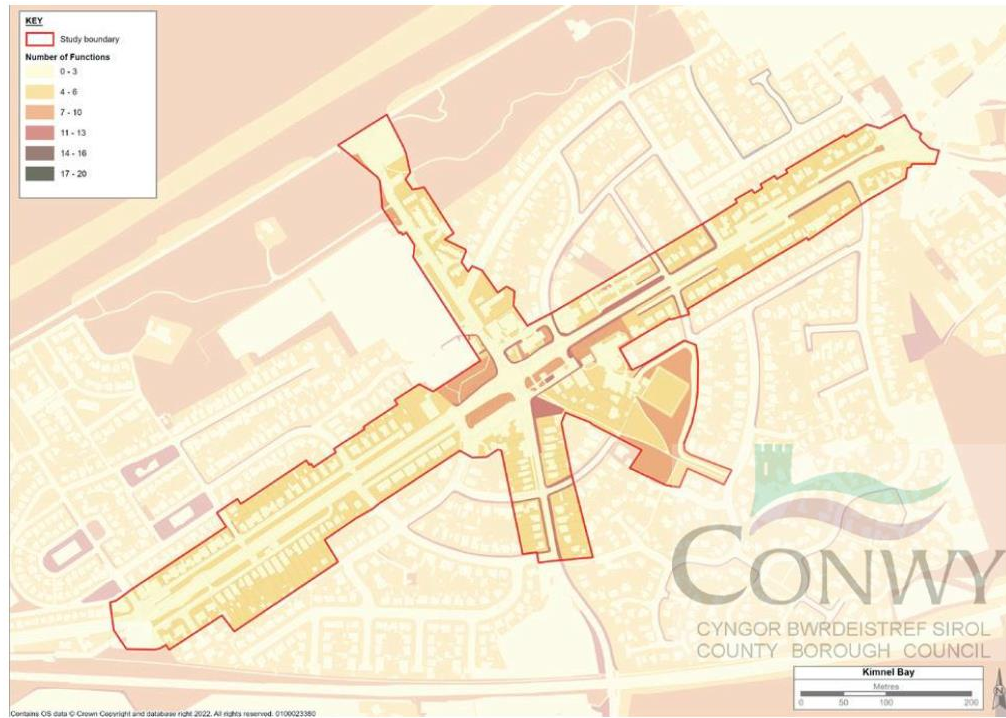 KEY
Study boundary
Number of Functions
0 - 3
4 - 6
7 - 10
11 - 13
14 - 16
17 - 20
CONWY
CYNGOR BWRDEISTREF SIROL
COUNTY BOROUGH COUNCIL
Kimnel Bay
Metres
0 50 100 200
Contains OS data © Crown Copyright and database right 2022. All rights reserved. 0100023380